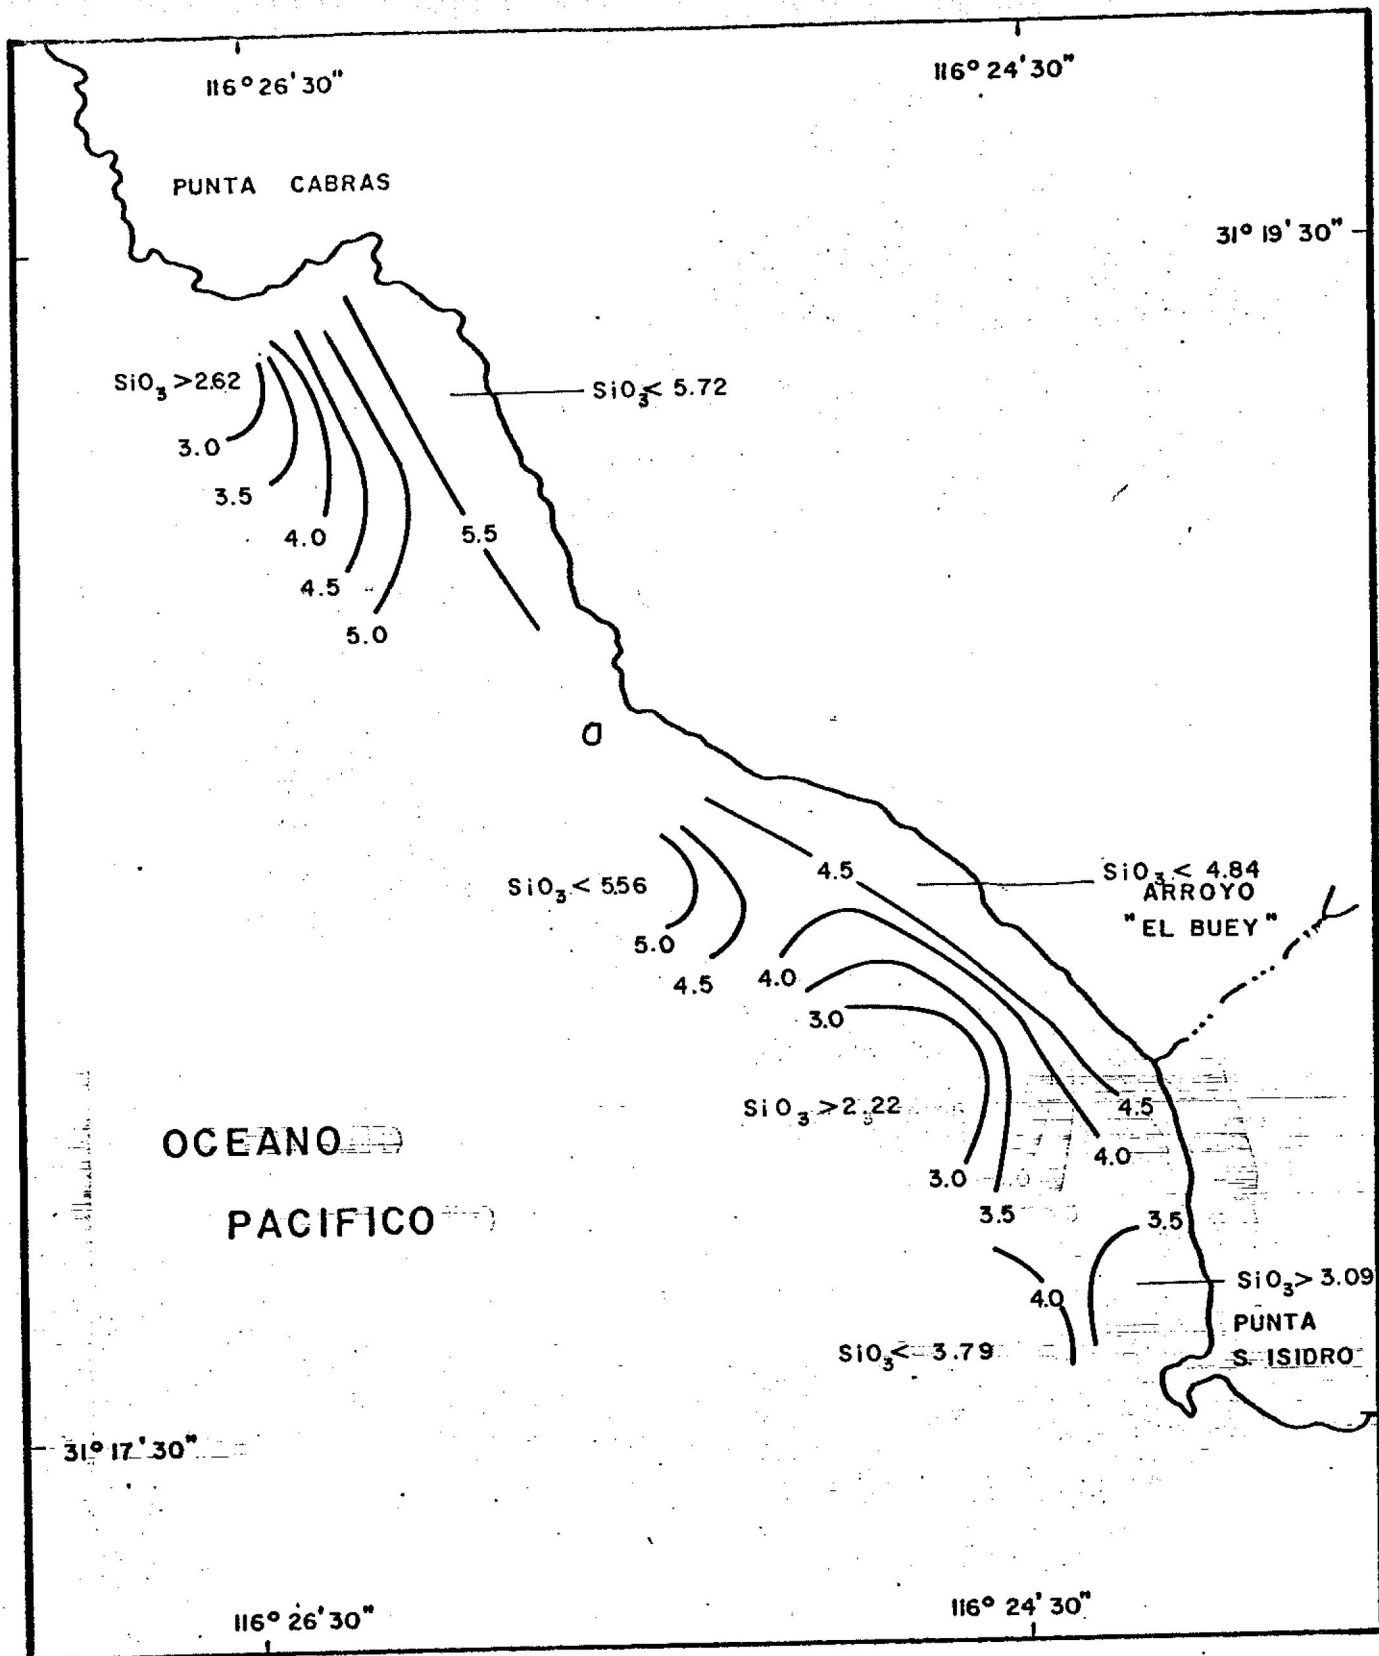 116° 26' 30"
116° 24' 30"
PUNTA CABRAS
31° 19' 30"
SiO3 >2.62
SiO3< 5.72
3.0
3.5
4.0
5.5
4.5
5.0
SiO3< 5.56
4.5
SiO3< 4.84
ARROYO
"EL BUEY"
5.0
4.5
4.0
3.0
SiO3 >2.22
4.5
OCEANO
4.0
3.0
3.5
3.5
PACIFICO
SiO3> 3.09
4.0
PUNTA
S. ISIDRO
SiO3< 3.79
31° 17' 30"
116° 26' 30"
116° 24' 30"